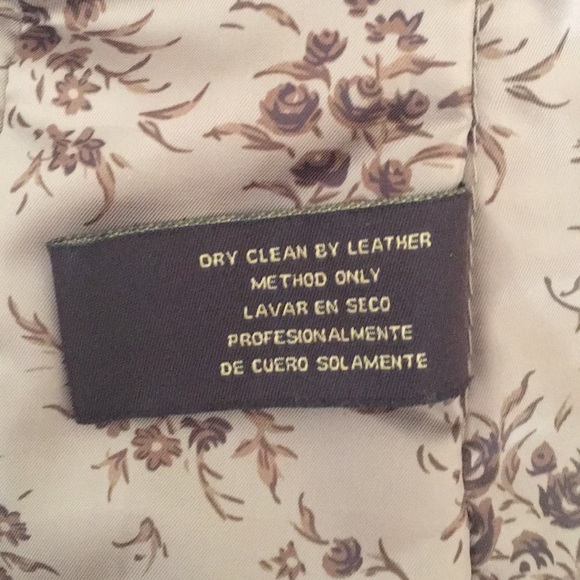 DRY CLEAN BY LEATHER
METHOD ONLY
LAVAR EN SECO
PROFESIONALMENTE
DE CUERO SOLAMENTE